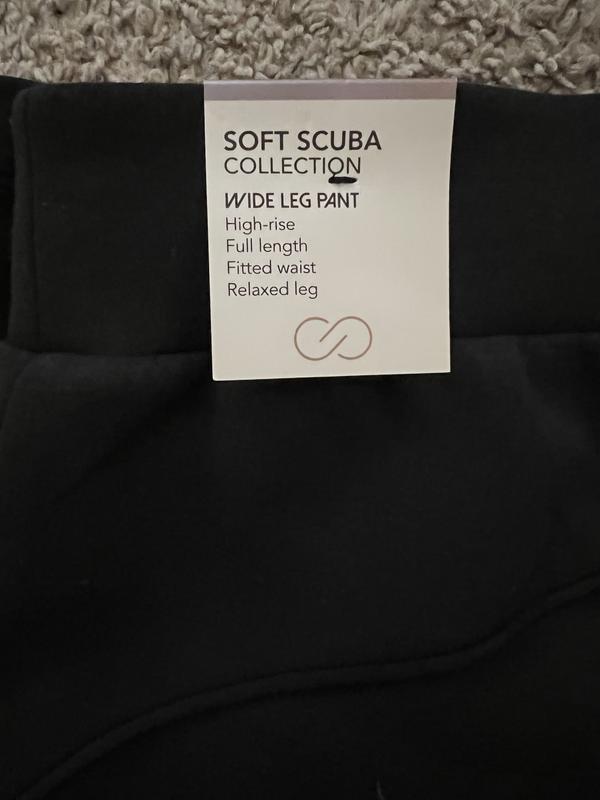 SOFT SCUBA
COLLECTION
WIDE LEG PANT
High-rise
Full length
Fitted waist
Relaxed leg